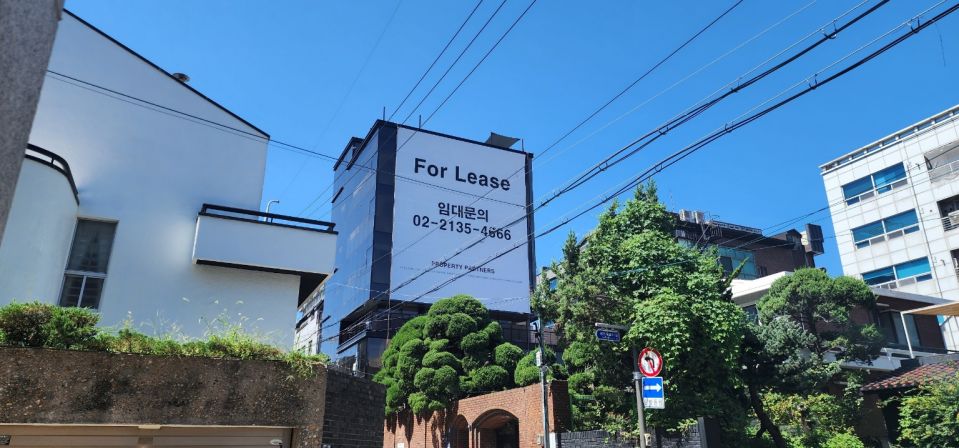 For Lease
임대문의
02-2135-4666
PROPERTY PARTNERS